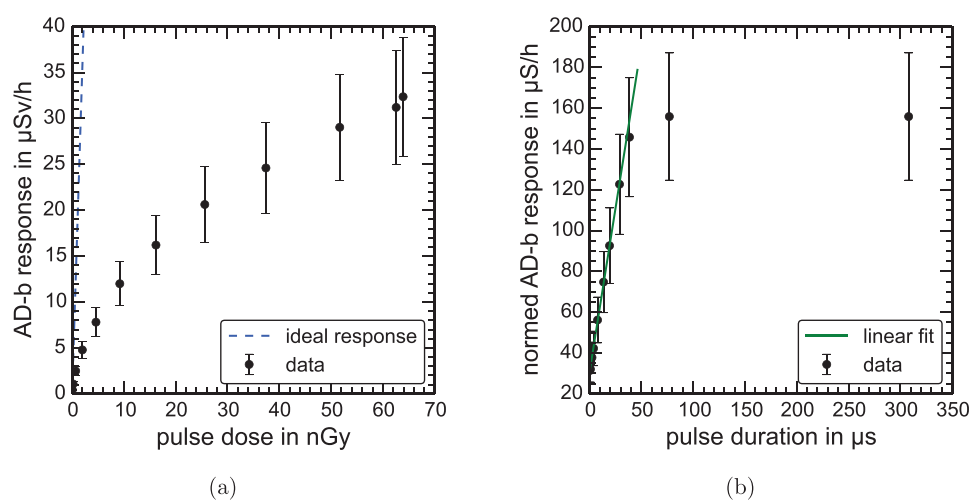 40
35
30
25
20
15
10
5
0
AD-b response in μSv/h
ideal response
data
0 10 20 30 40 50 60 70
pulse dose in nGy
(a)
200
180
160
140
120
100
80
60
40
20
normed AD-b response in μS/h
linear fit
data
0 50 100 150 200 250 300 350
pulse duration in μs
(b)